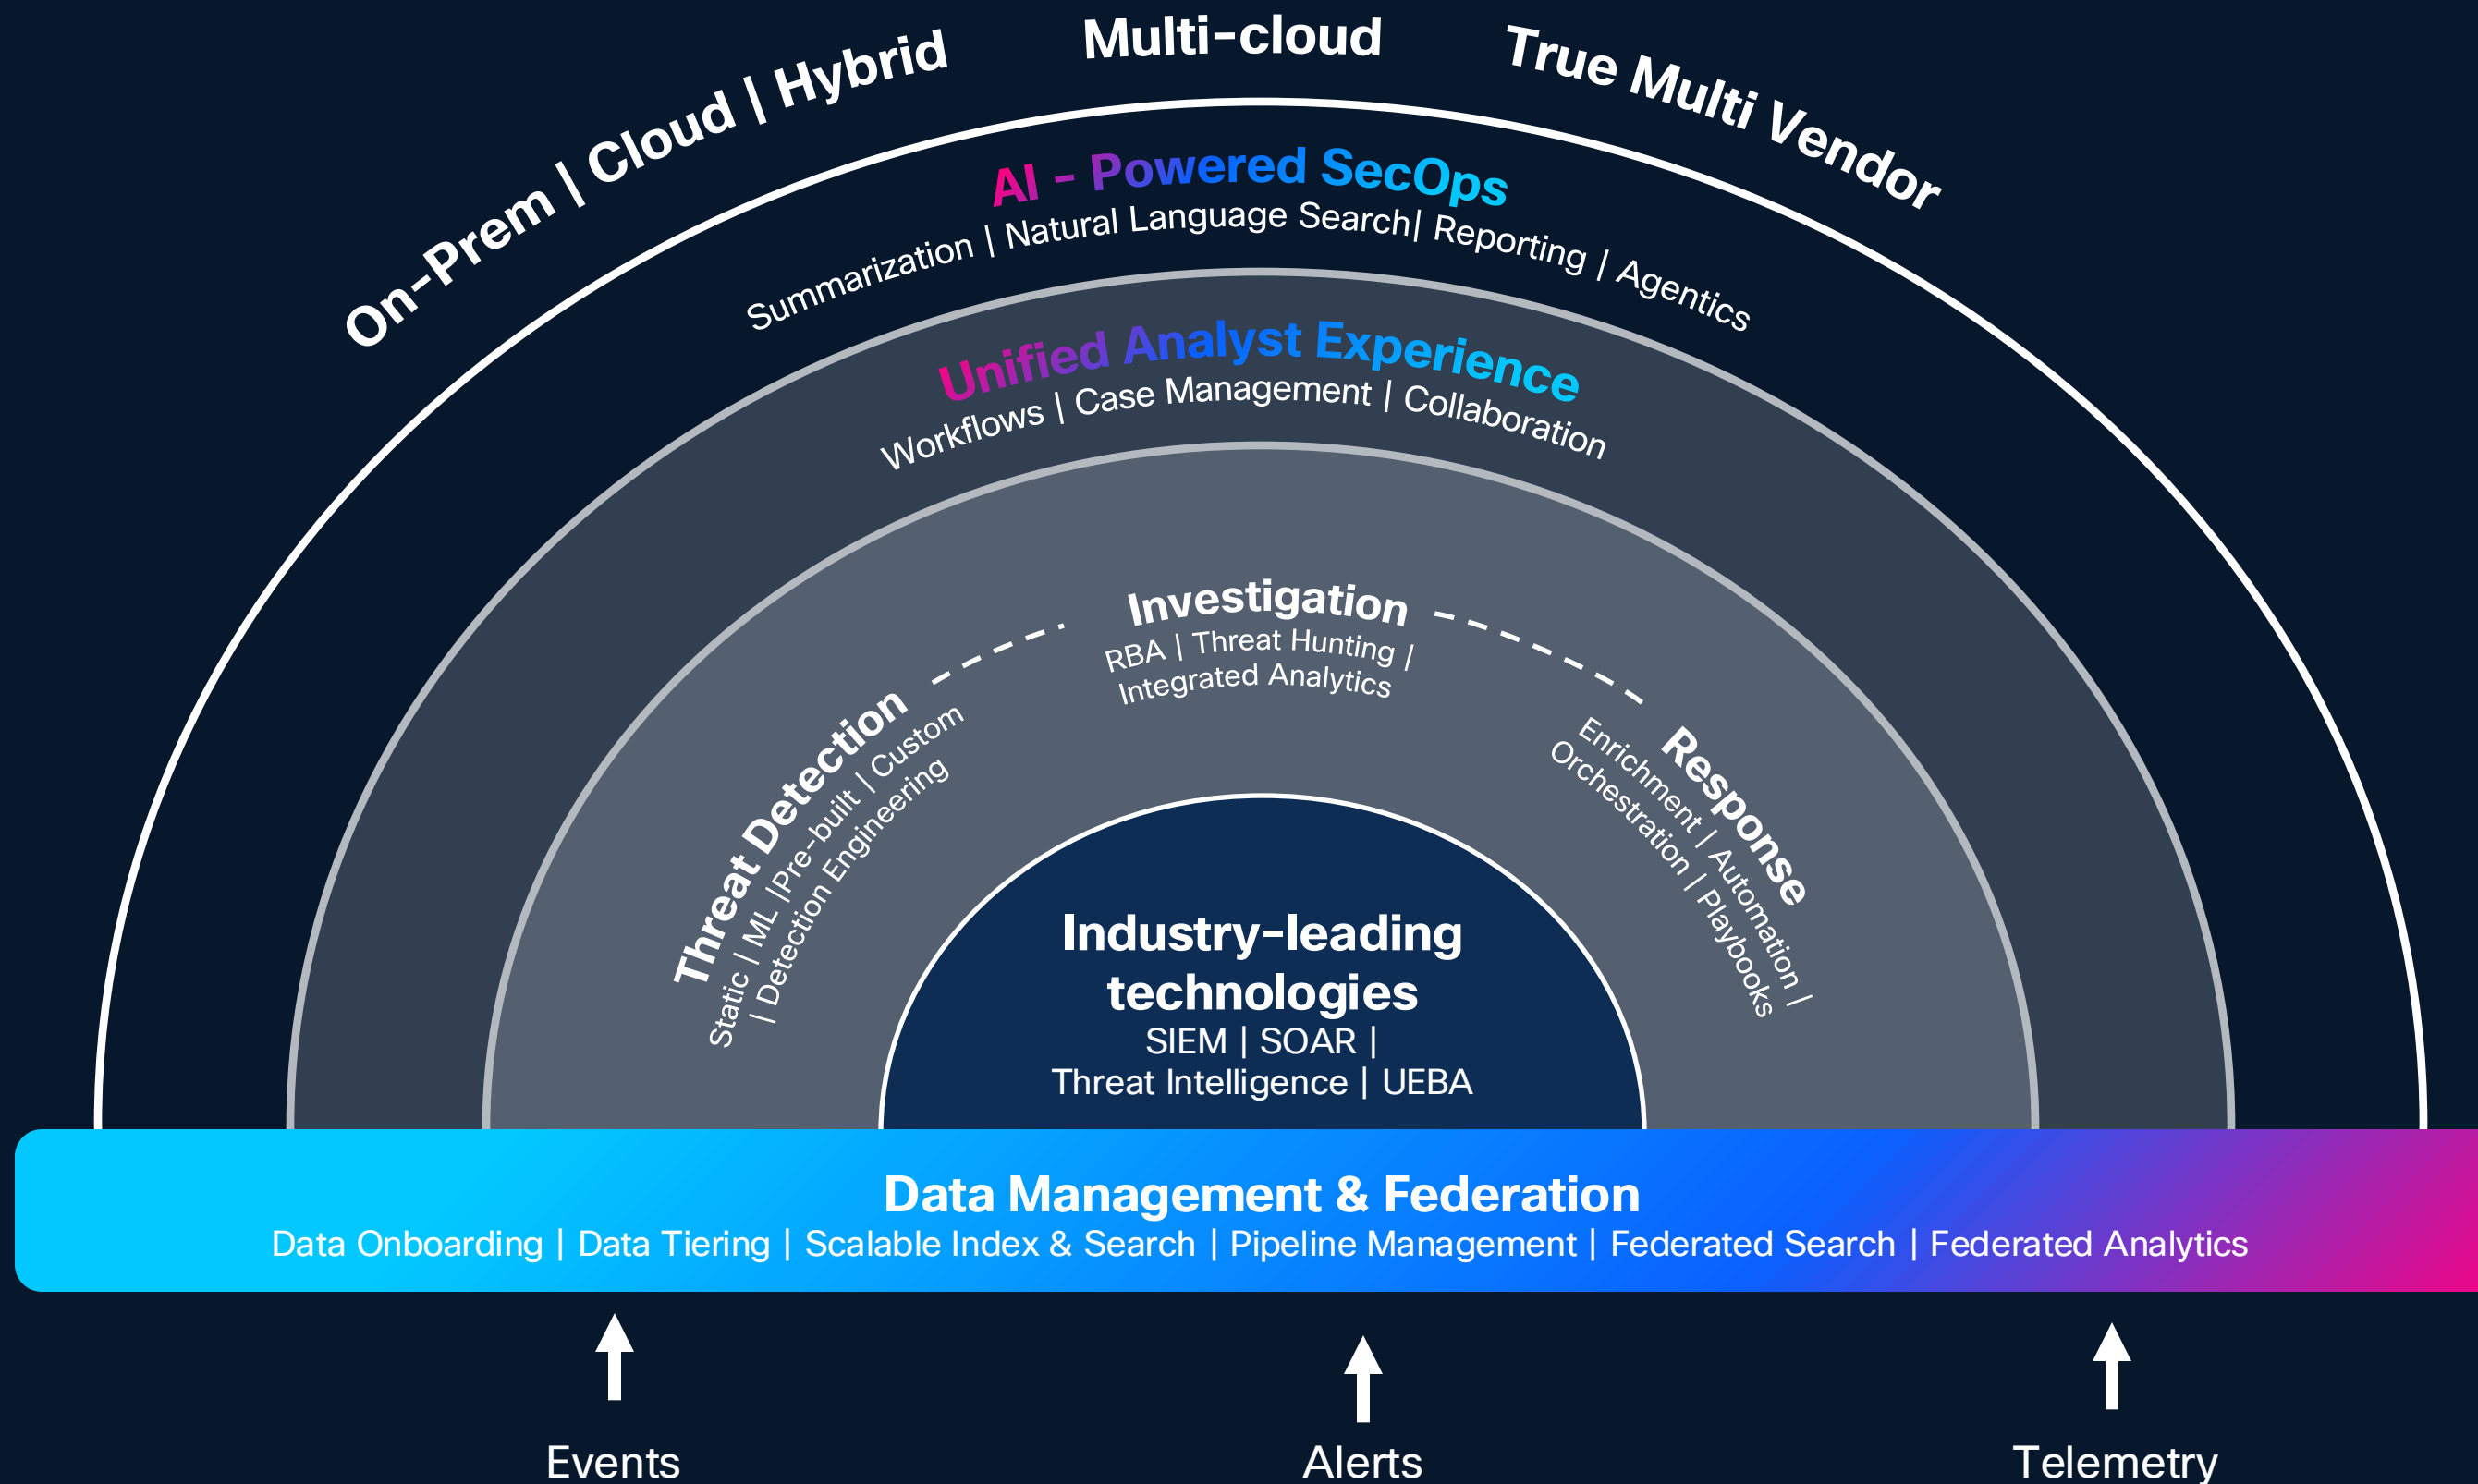 On-Prem | Cloud | Hybrid
Multi-cloud
True Multi Vendor
AI - Powered SecOps
Summarization | Natural Language Search| Reporting | Agentics
Unified Analyst Experience
Workflows | Case Management | Collaboration
Threat Detection
Static | ML |Pre-built | Custom
| Detection Engineering
Investigation
RBA | Threat Hunting |
Integrated Analytics
Response
Enrichment | Automation |
Orchestration | Playbooks
Industry-leading
technologies
SIEM | SOAR |
Threat Intelligence | UEBA
Data Management & Federation
Data Onboarding | Data Tiering | Scalable Index & Search | Pipeline Management | Federated Search | Federated Analytics
Events
Alerts
Telemetry